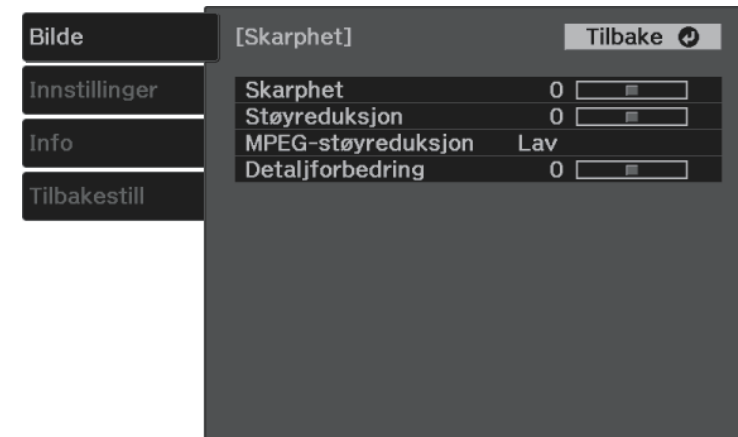 Bilde
Innstillinger
Info
Tilbakestill
[Skarphet] Tilbake
Skarphet 0
Støyreduksjon 0
MPEG-støyreduksjon Lav
Detaljforbedring 0